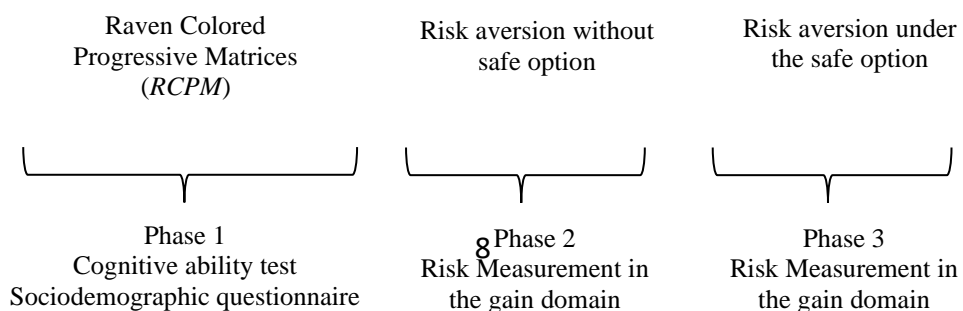 Raven Colored
Progressive Matrices
(RCPM)
Risk aversion without
safe option
Risk aversion under
the safe option
Phase 1
Cognitive ability test
Sociodemographic questionnaire
8
Phase 2
Risk Measurement in
the gain domain
Phase 3
Risk Measurement in
the gain domain